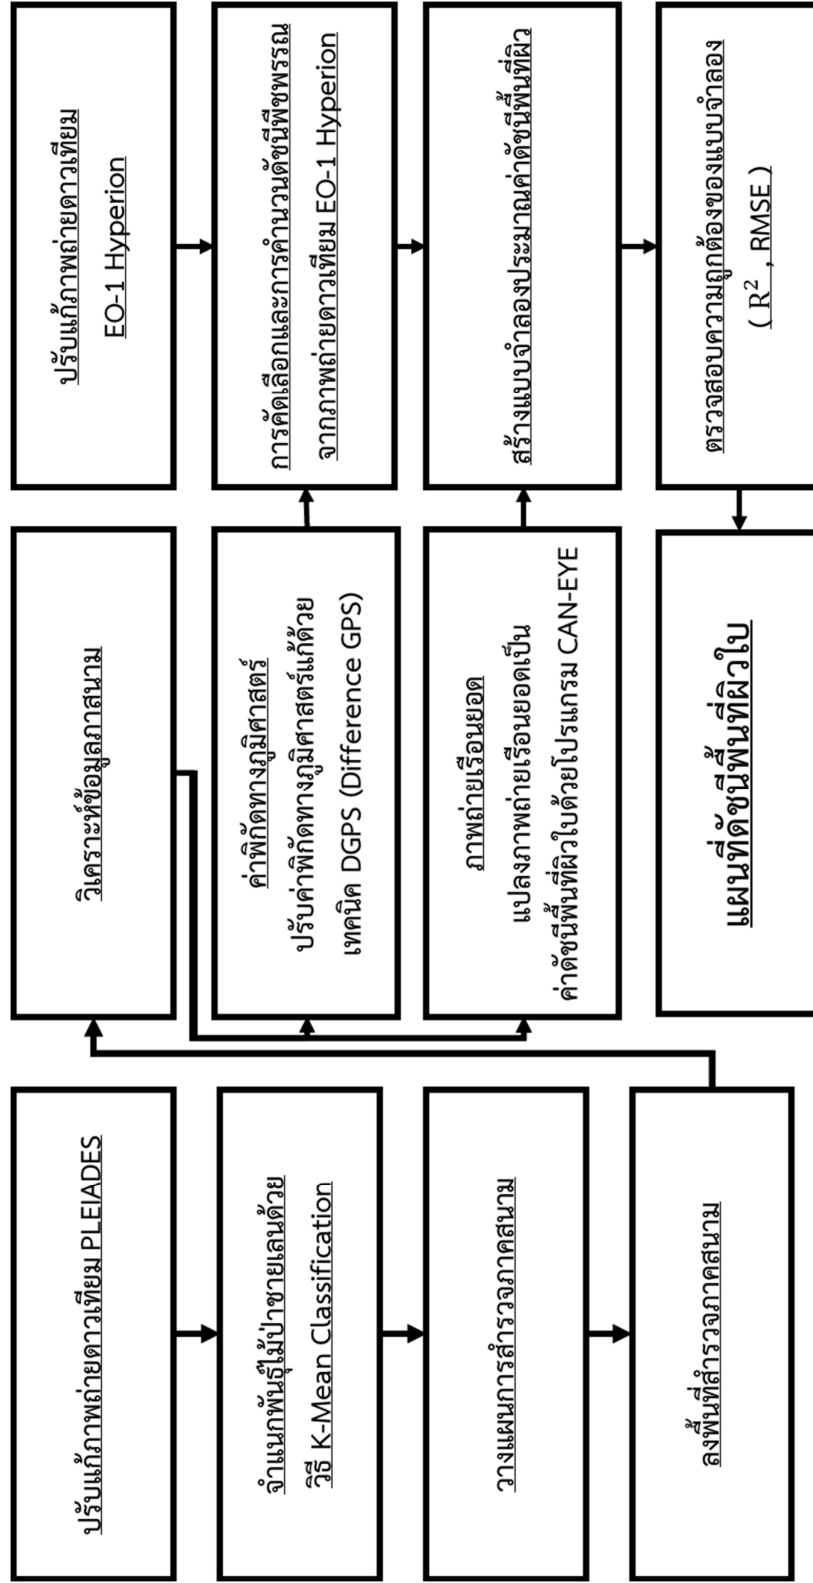 ปรับแก้ภาพถ่ายดาวเทียม PLEIADES
จำแนกพันธุ์ไม้ป่าชายเลนด้วย
วิธี K-Mean Classification
วางแผนการสำรวจภาคสนาม
ลงพื้นที่สำรวจภาคสนาม
วิเคราะห์ข้อมูลภาสนาม
ค่าพิกัดทางภูมิศาสตร์
ปรับค่าพิกัดทางภูมิศาสตร์แก้ด้วย
เทคนิค DGPS (Difference GPS)
ภาพถ่ายเรือนยอด
แปลงภาพถ่ายเรือนยอดเป็น
ค่าดัชนีพื้นที่ผิวใบด้วยโปรแกรม CAN-EYE
แผนที่ดัชนีพื้นที่ผิวใบ
ปรับแก้ภาพถ่ายดาวเทียม
EO-1 Hyperion
การคัดเลือกและการคำนวนดัชนีพืชพรรณ
จากภาพถ่ายดาวเทียม EO-1 Hyperion
สร้างแบบจำลองประมาณค่าดัชนีพื้นที่ผิว
ตรวจสอบความถูกต้องของแบบจำลอง
( R² , RMSE )